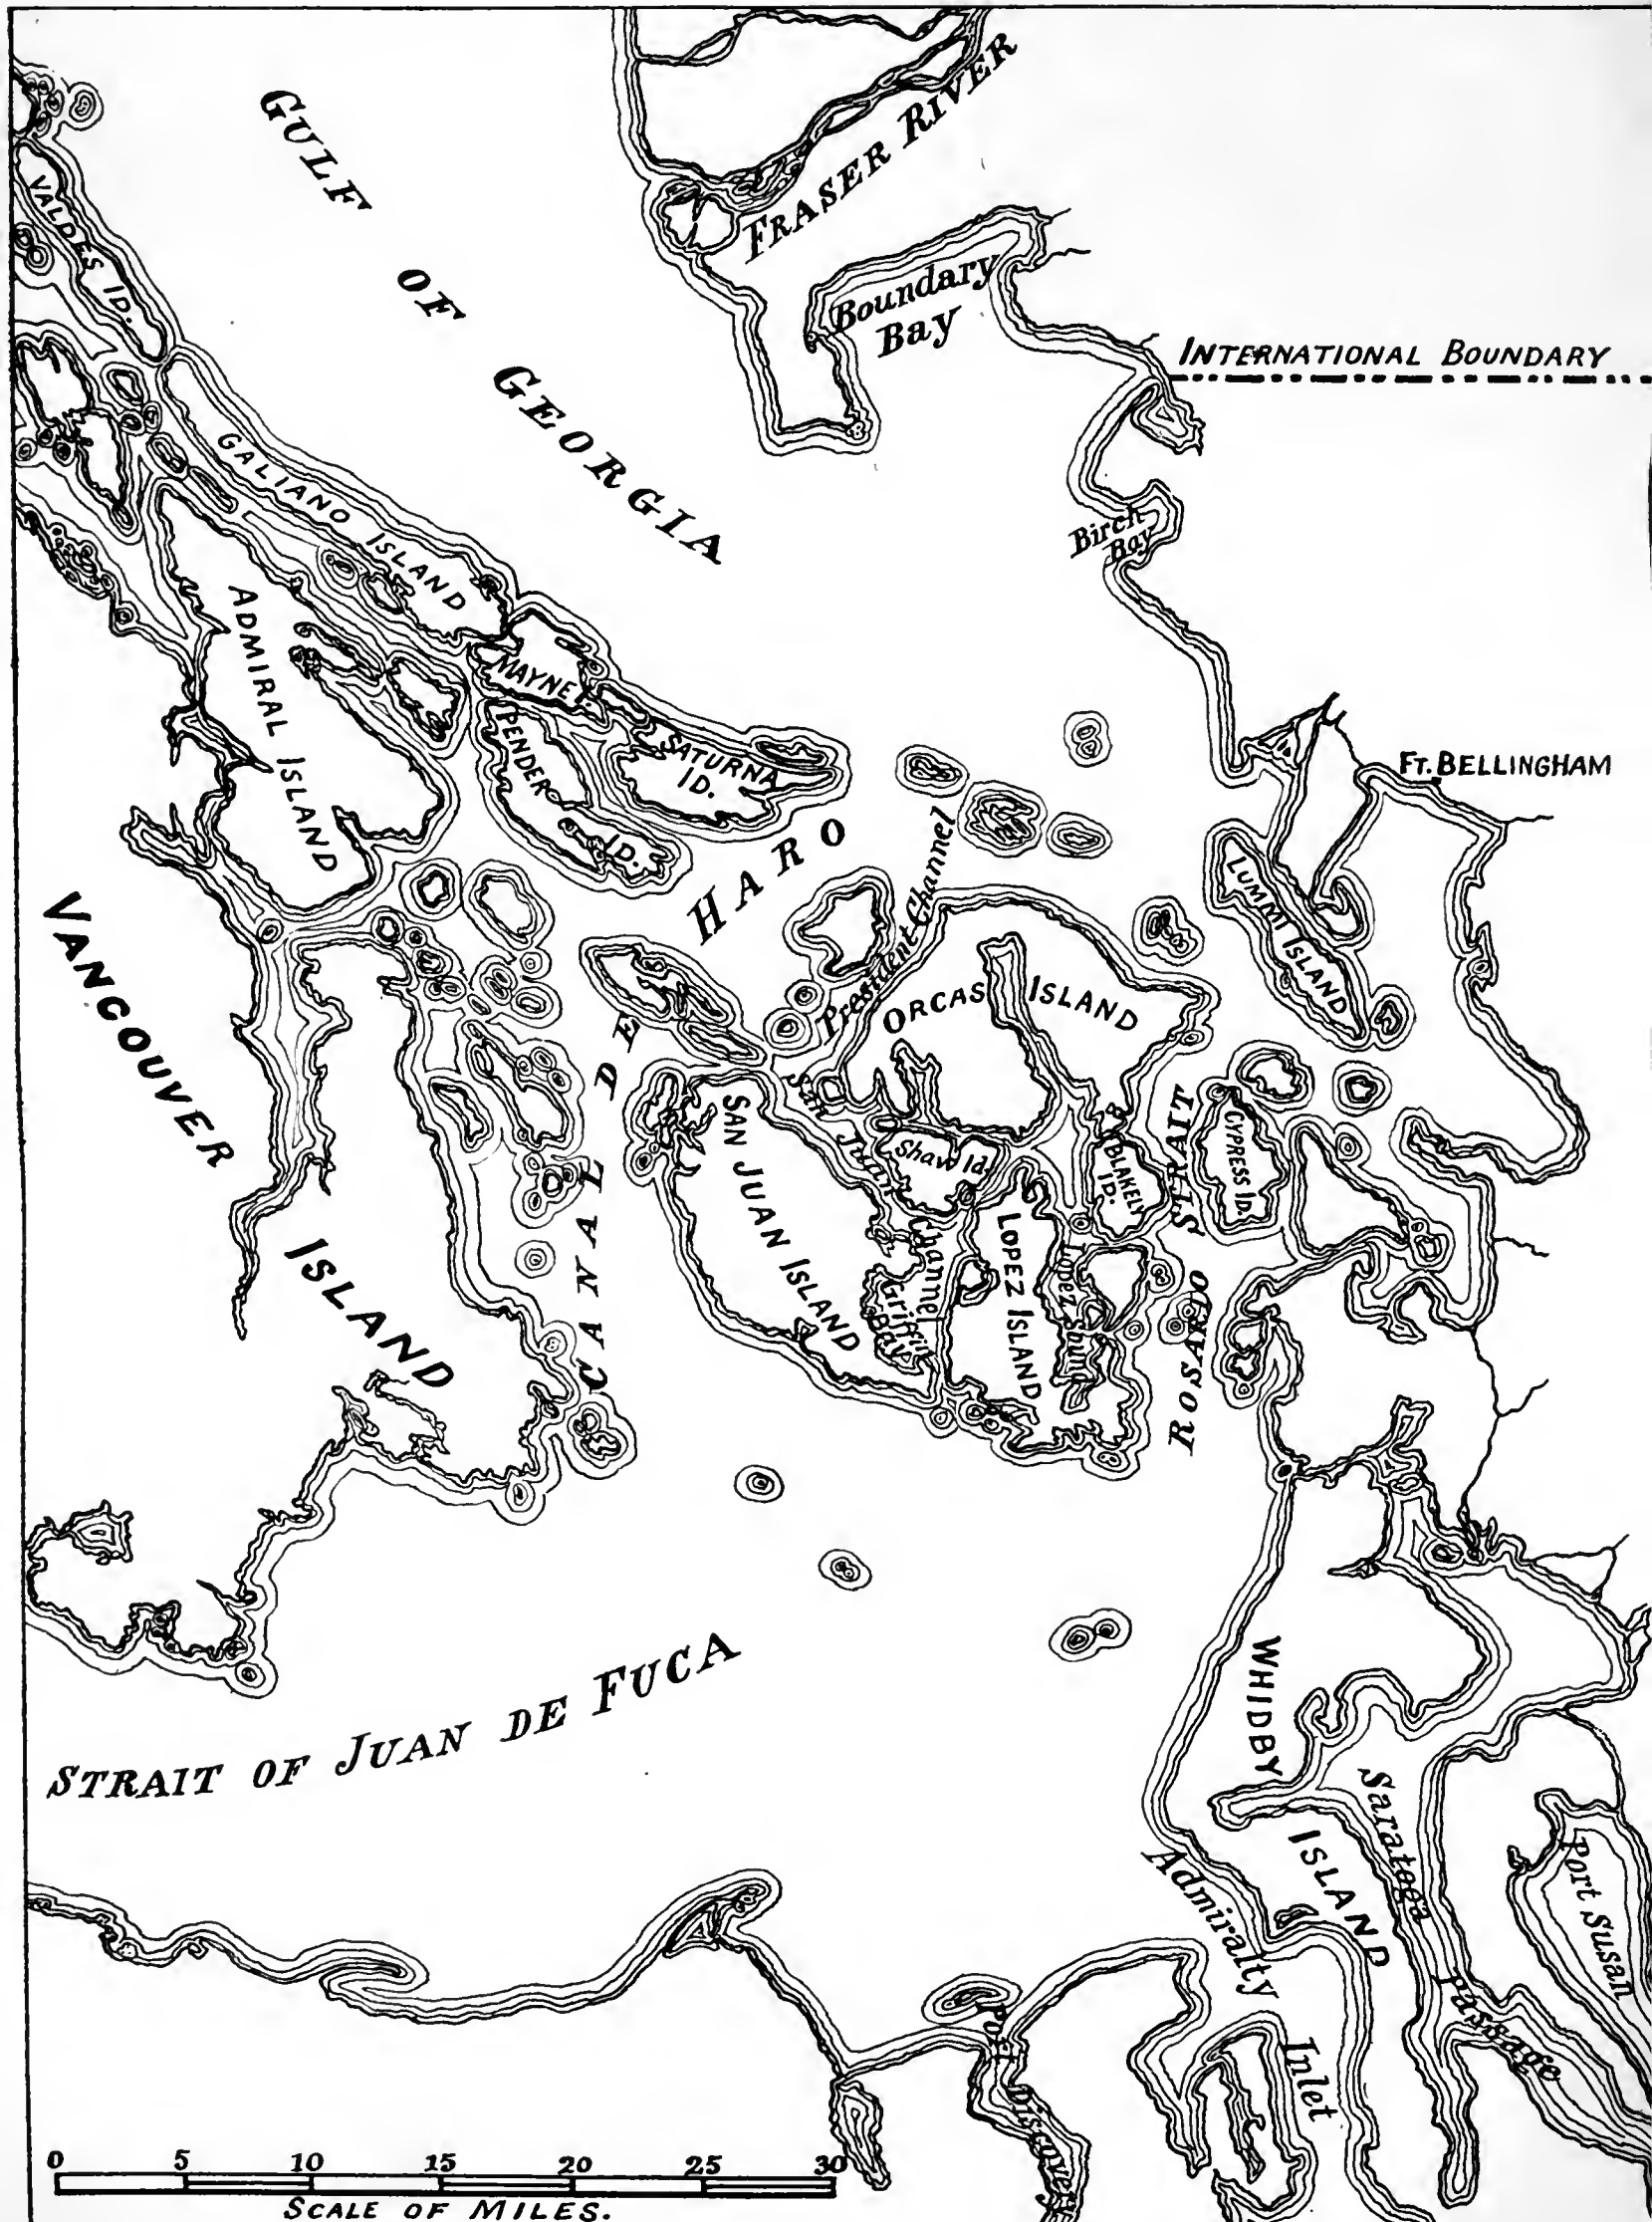 GULF OF GEORGIA
FRASER RIVER
VALDES ID.
Boundary
Bay
INTERNATIONAL BOUNDARY
GALIANO ISLAND
Birch
Bay
ADMIRAL ISLAND
MAYNE I.
PENDER ID.
SATURNA
ID.
FT. BELLINGHAM
CANAL DE HARO
President Channel
LUMMI ISLAND
VANCOUVER ISLAND
ORCAS ISLAND
San Juan Channel
SAN JUAN ISLAND
Shaw Id.
BLAKELY
ID.
CYPRESS ID.
ROSARIO STRAIT
LOPEZ ISLAND
Lopez Sound
Griffin
Bay
STRAIT OF JUAN DE FUCA
WHIDBY ISLAND
Saratoga Passage
Port Susan
Admiralty Inlet
Port Discovery
0 5 10 15 20 25 30
SCALE OF MILES.